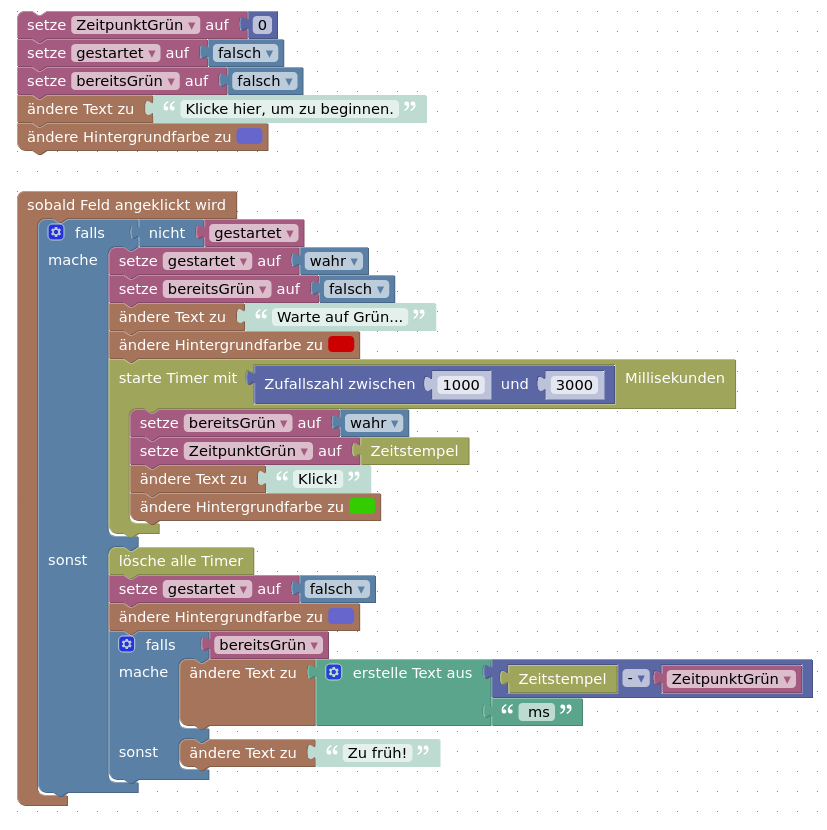 setze ZeitpunktGrün ▾ auf 0
setze gestartet ▾ auf falsch ▾
setze bereitsGrün ▾ auf falsch ▾
ändere Text zu “ Klicke hier, um zu beginnen. ”
ändere Hintergrundfarbe zu
sobald Feld angeklickt wird
falls nicht gestartet ▾
mache setze gestartet ▾ auf wahr ▾
setze bereitsGrün ▾ auf falsch ▾
ändere Text zu “ Warte auf Grün... ”
ändere Hintergrundfarbe zu
starte Timer mit Zufallszahl zwischen 1000 und 3000 Millisekunden
setze bereitsGrün ▾ auf wahr ▾
setze ZeitpunktGrün ▾ auf Zeitstempel
ändere Text zu “ Klick! ”
ändere Hintergrundfarbe zu
sonst lösche alle Timer
setze gestartet ▾ auf falsch ▾
ändere Hintergrundfarbe zu
falls bereitsGrün ▾
mache ändere Text zu erstelle Text aus Zeitstempel - ▾ ZeitpunktGrün ▾
“ ms ”
sonst ändere Text zu “ Zu früh! ”